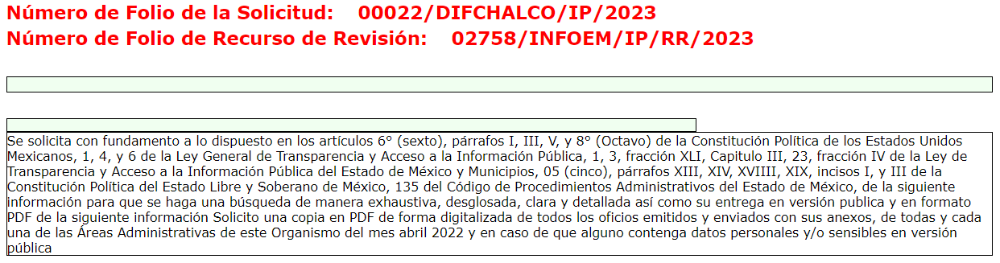 Número de Folio de la Solicitud: 00022/DIFCHALCO/IP/2023
Número de Folio de Recurso de Revisión: 02758/INFOEM/IP/RR/2023
Se solicita con fundamento a lo dispuesto en los artículos 6° (sexto), párrafos I, III, V, y 8° (Octavo) de la Constitución Política de los Estados Unidos
Mexicanos, 1, 4, y 6 de la Ley General de Transparencia y Acceso a la Información Pública, 1, 3, fracción XLI, Capitulo III, 23, fracción IV de la Ley de
Transparencia y Acceso a la Información Pública del Estado de México y Municipios, 05 (cinco), párrafos XIII, XIV, XVIIII, XIX, incisos I, y III de la
Constitución Política del Estado Libre y Soberano de México, 135 del Código de Procedimientos Administrativos del Estado de México, de la siguiente
información para que se haga una búsqueda de manera exhaustiva, desglosada, clara y detallada así como su entrega en versión publica y en formato
PDF de la siguiente información Solicito una copia en PDF de forma digitalizada de todos los oficios emitidos y enviados con sus anexos, de todas y cada
una de las Áreas Administrativas de este Organismo del mes abril 2022 y en caso de que alguno contenga datos personales y/o sensibles en versión
pública